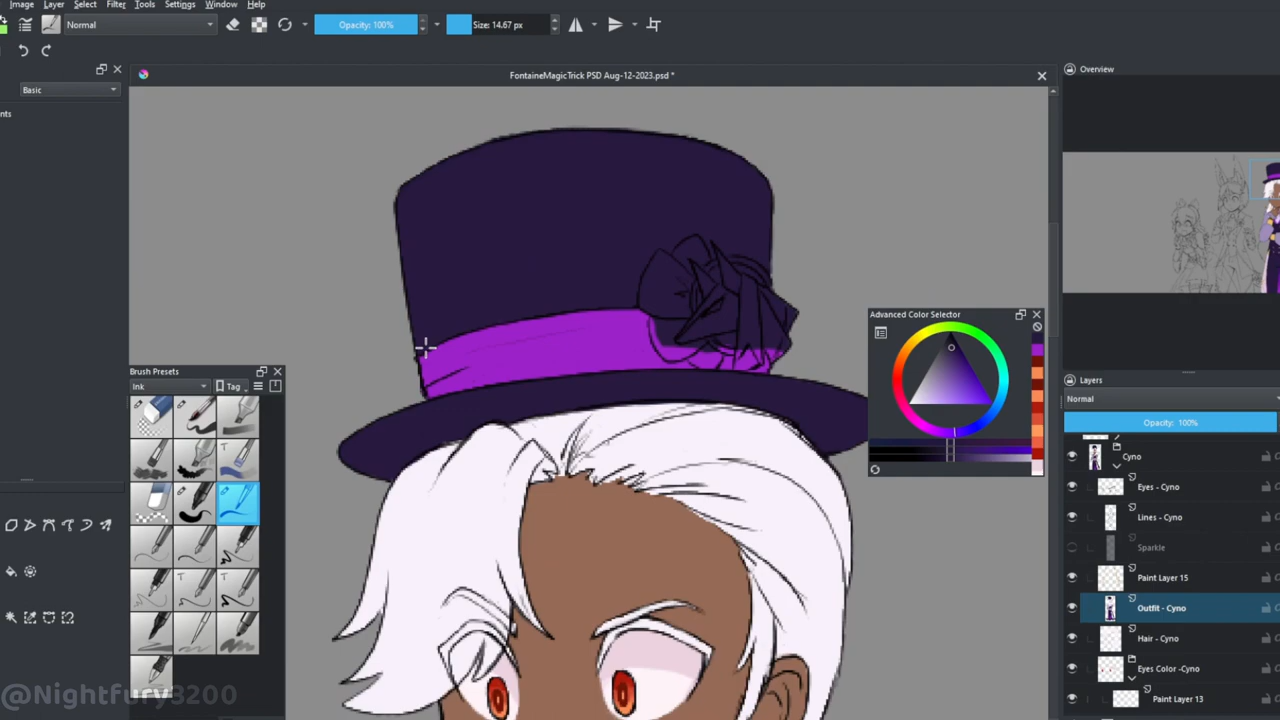 Image Layer Select Filter Tools Settings Window Help
Normal
Opacity: 100%
Size: 14.67 px
Basic
nts
FontaineMagicTrick PSD Aug-12-2023.psd *
Overview
Advanced Color Selector
Brush Presets
Ink
Tag
Layers
Normal
Opacity: 100%
Cyno
Eyes - Cyno
Lines - Cyno
Sparkle
Paint Layer 15
Outfit - Cyno
Hair - Cyno
Eyes Color -Cyno
Paint Layer 13
@Nightfury3200